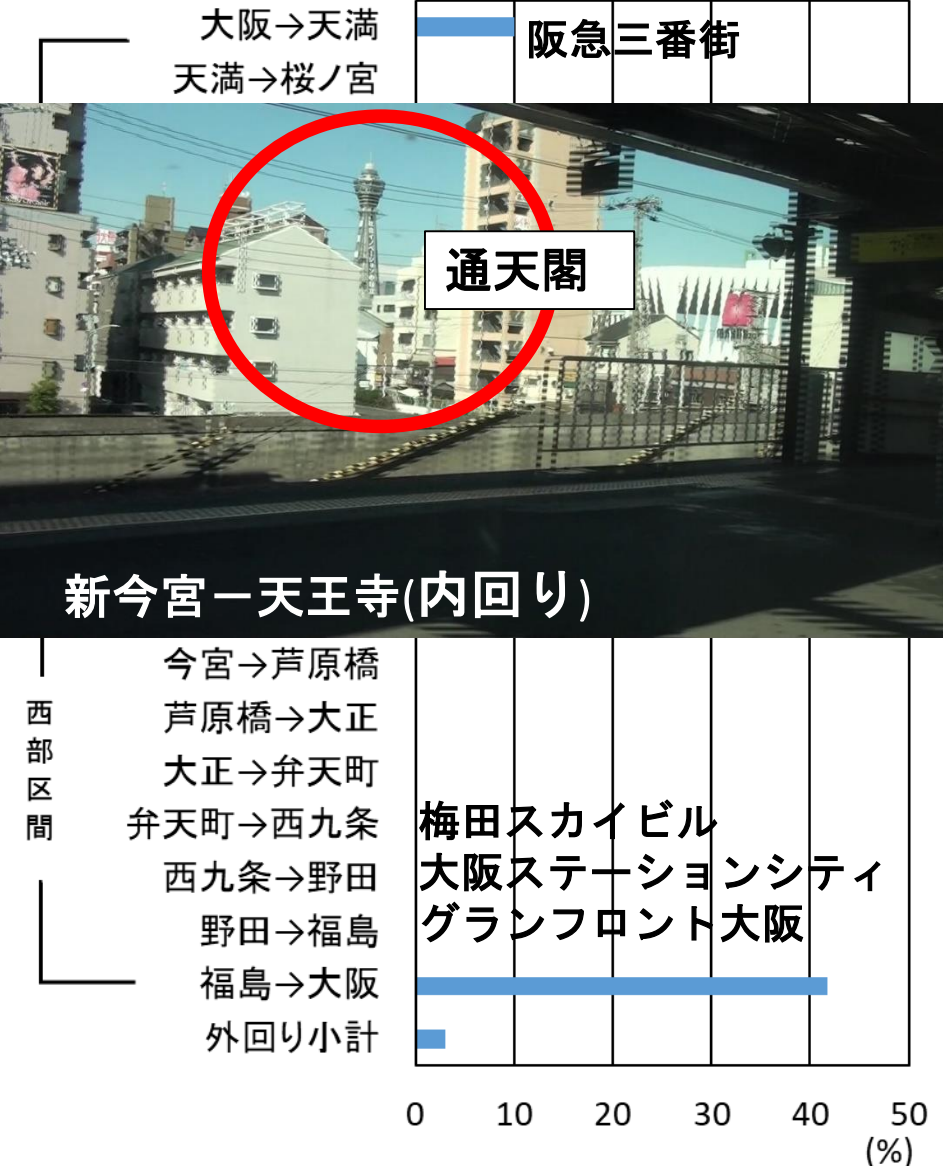 大阪→天満
阪急三番街
天満→桜ノ宮
通天閣
新今宮－天王寺(内回り)
今宮→芦原橋
芦原橋→大正
大正→弁天町
西部区間
弁天町→西九条
西九条→野田
野田→福島
梅田スカイビル
大阪ステーションシティ
グランフロント大阪
福島→大阪
外回り小計
0 10 20 30 40 50
(%)